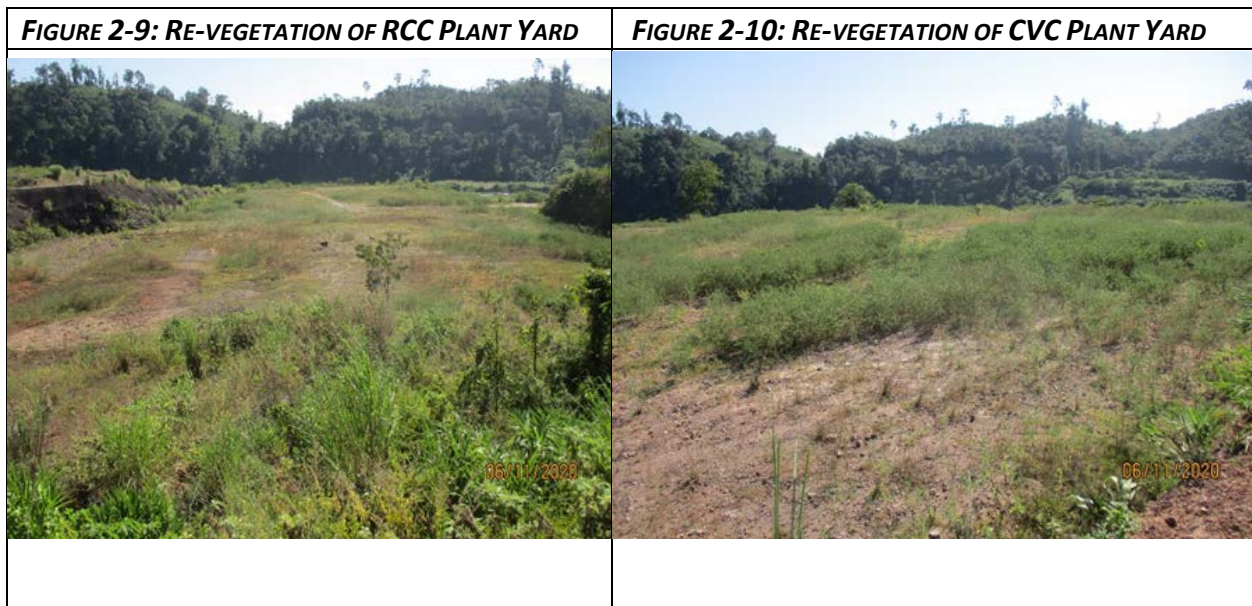 FIGURE 2-9: RE-VEGETATION OF RCC PLANT YARD
FIGURE 2-10: RE-VEGETATION OF CVC PLANT YARD
06/11/2020
06/11/2020